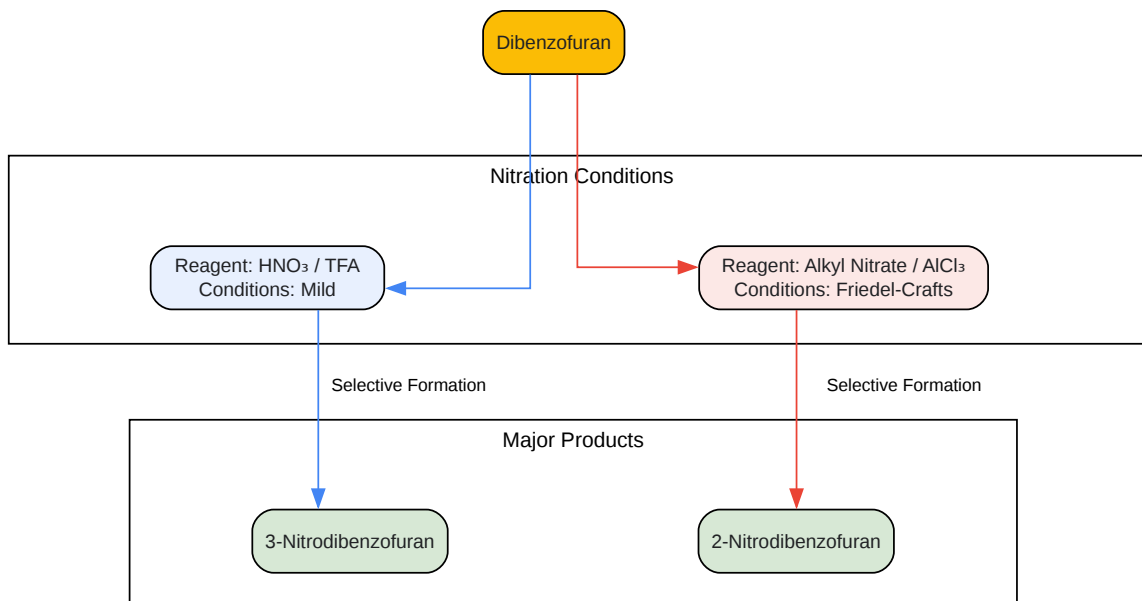 Dibenzofuran
Nitration Conditions
Reagent: HNO₃ / TFA
Conditions: Mild
Reagent: Alkyl Nitrate / AlCl₃
Conditions: Friedel-Crafts
Selective Formation
Selective Formation
Major Products
3-Nitrodibenzofuran
2-Nitrodibenzofuran